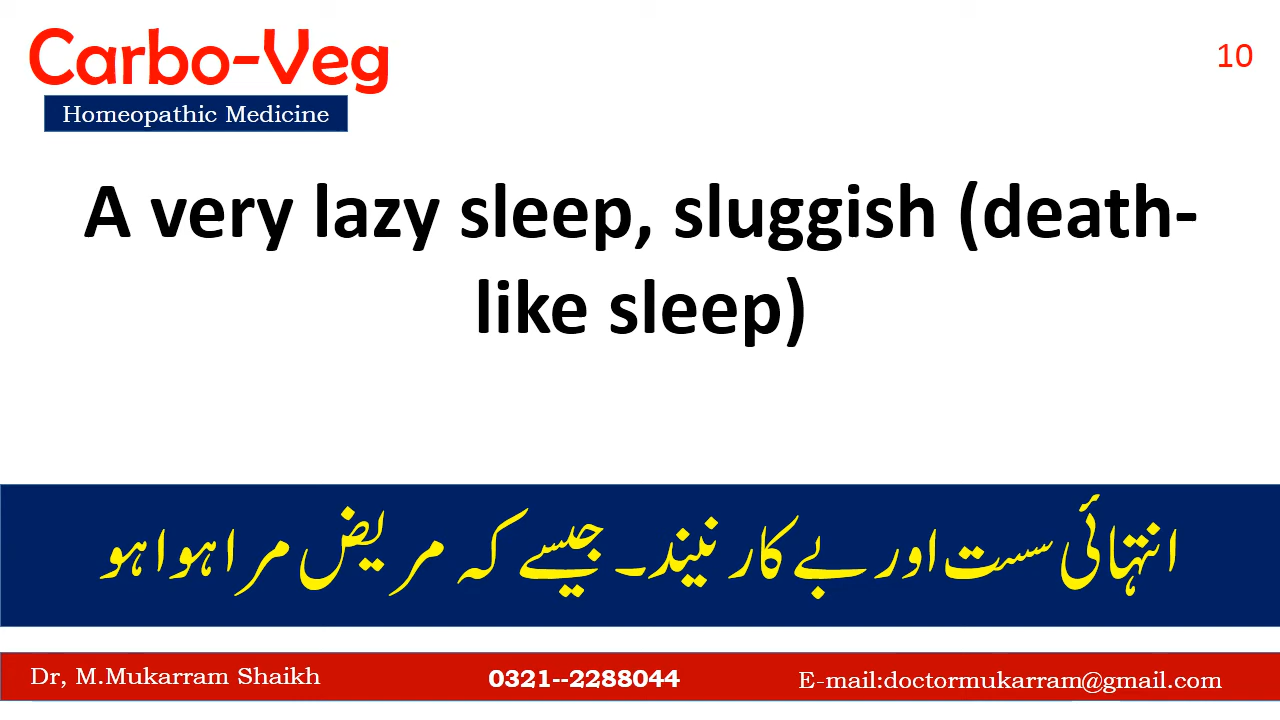 Carbo-Veg
10
Homeopathic Medicine
A very lazy sleep, sluggish (death-
like sleep)
انتہائی سست اور بے کار نیند۔ جیسے کہ مریض مرا ہوا ہو
Dr, M.Mukarram Shaikh
0321--2288044
E-mail:doctormukarram@gmail.com